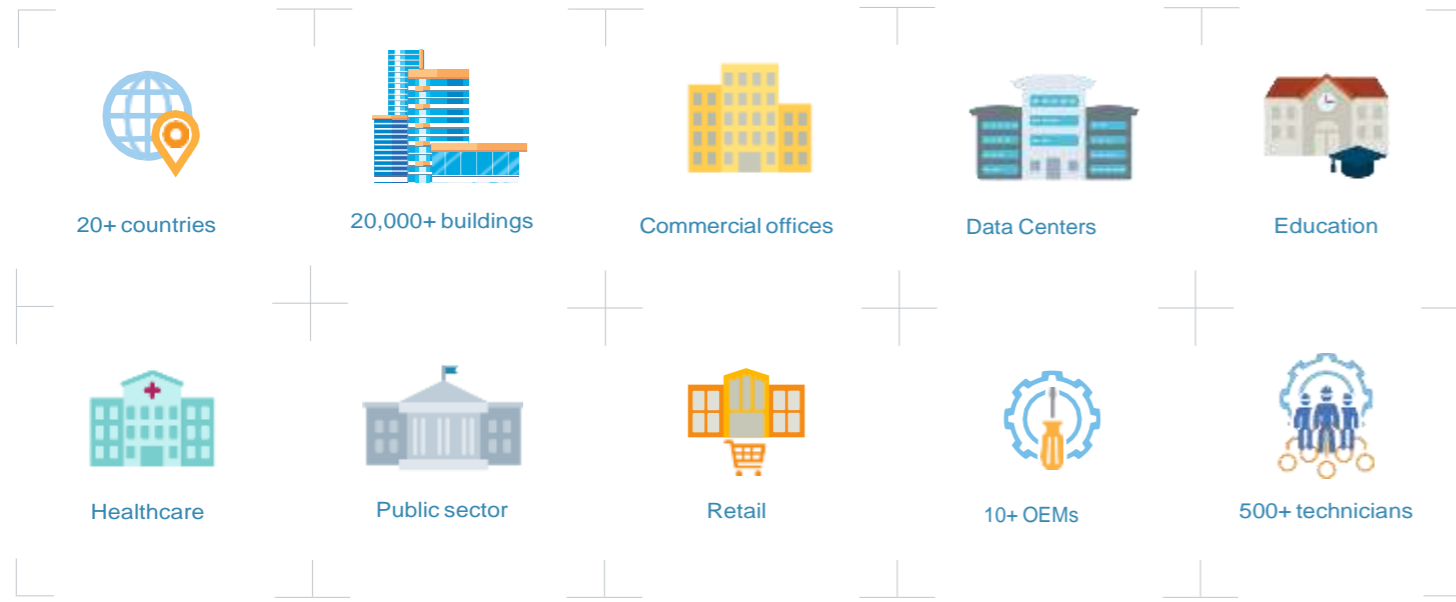 20+ countries
20,000+ buildings
Commercial offices
Data Centers
Education
Healthcare
Public sector
Retail
10+ OEMs
500+ technicians